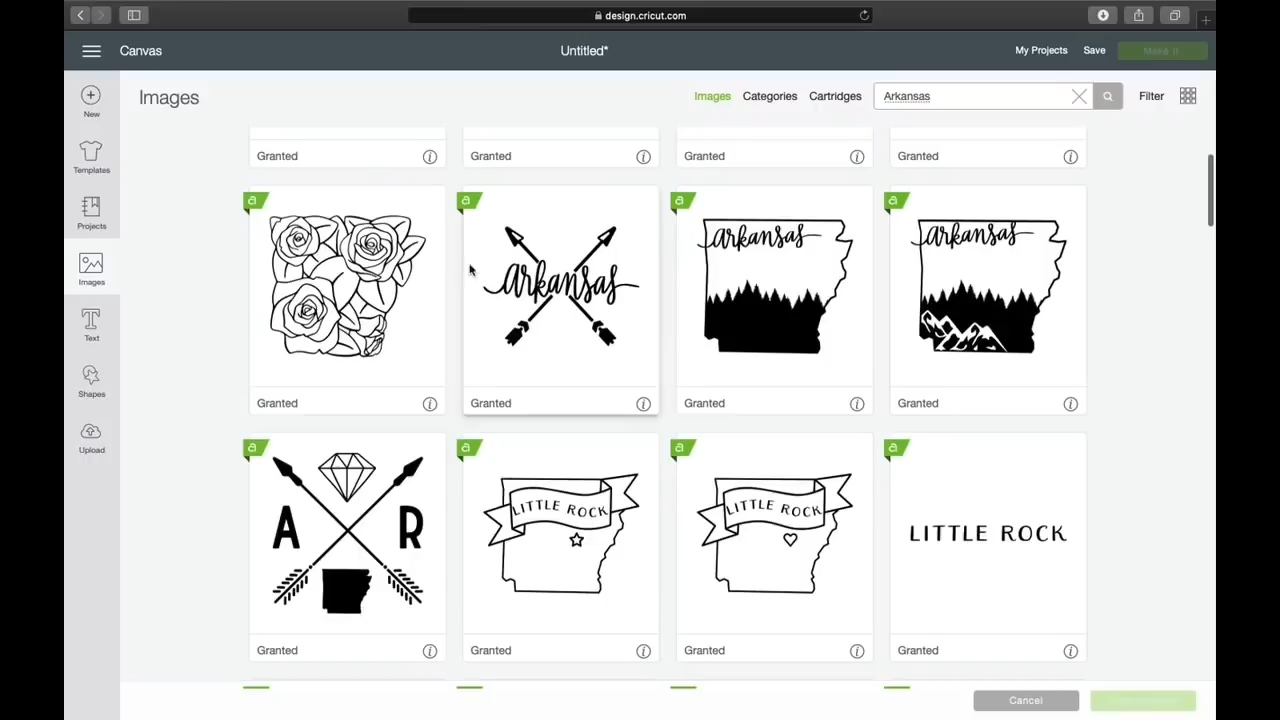 design.cricut.com
Canvas
Untitled*
My Projects
Save
Make It
Images
Images
Categories
Cartridges
Arkansas
Filter
New
Templates
Projects
Images
Text
Shapes
Upload
Granted
Granted
Granted
Granted
a
a
a
a
arkansas
arkansas
arkansas
Granted
Granted
Granted
Granted
a
a
a
a
A R
LITTLE ROCK
LITTLE ROCK
LITTLE ROCK
Granted
Granted
Granted
Granted
Cancel